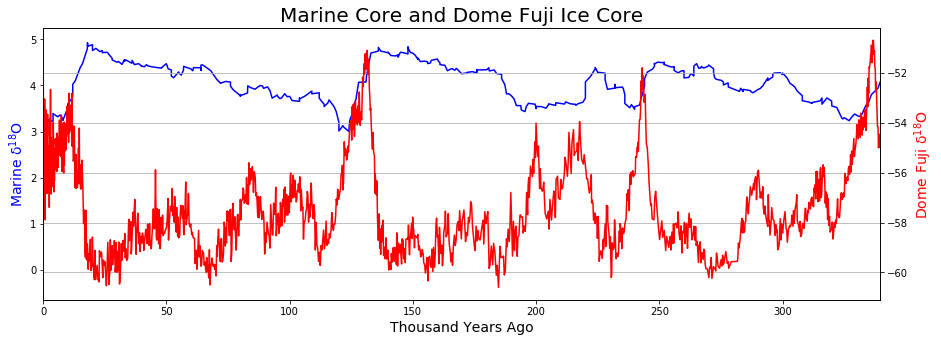 Marine Core and Dome Fuji Ice Core
5
4
3
2
1
0
Marine δ¹⁸O
−52
−54
−56
−58
−60
Dome Fuji δ¹⁸O
0 50 100 150 200 250 300
Thousand Years Ago